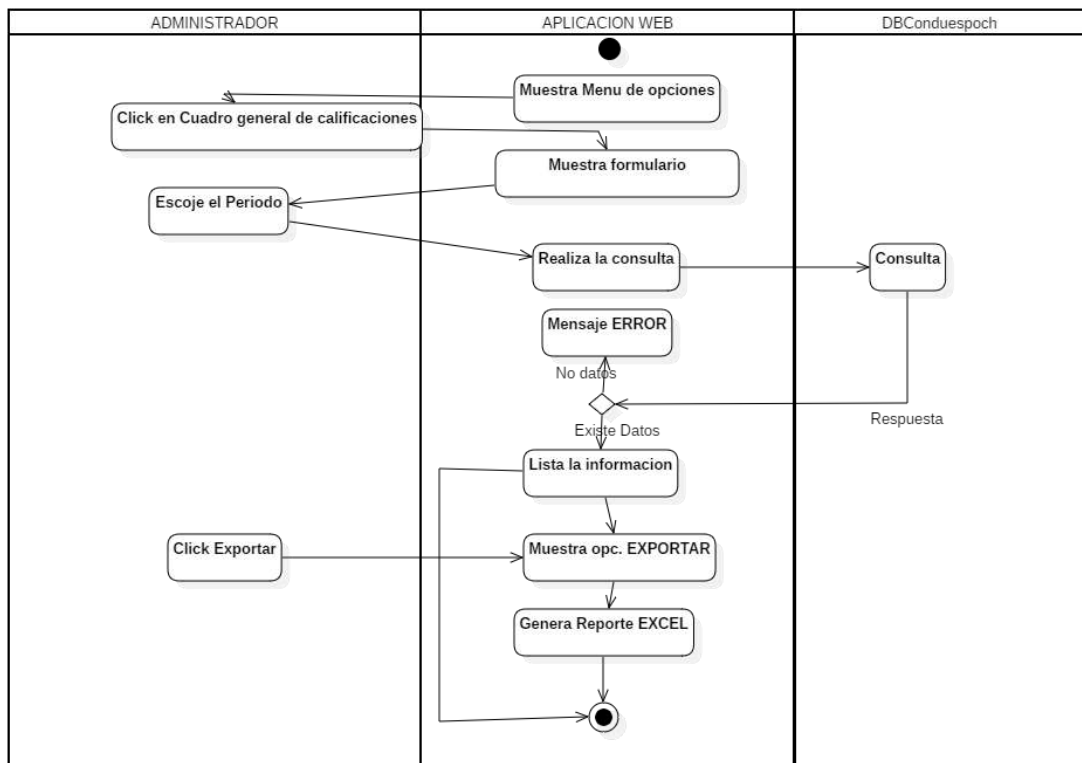 ADMINISTRADOR
APLICACION WEB
DBConduespoch
Muestra Menu de opciones
Click en Cuadro general de calificaciones
Muestra formulario
Escoje el Periodo
Realiza la consulta
Consulta
Mensaje ERROR
No datos
Respuesta
Existe Datos
Lista la informacion
Click Exportar
Muestra opc. EXPORTAR
Genera Reporte EXCEL